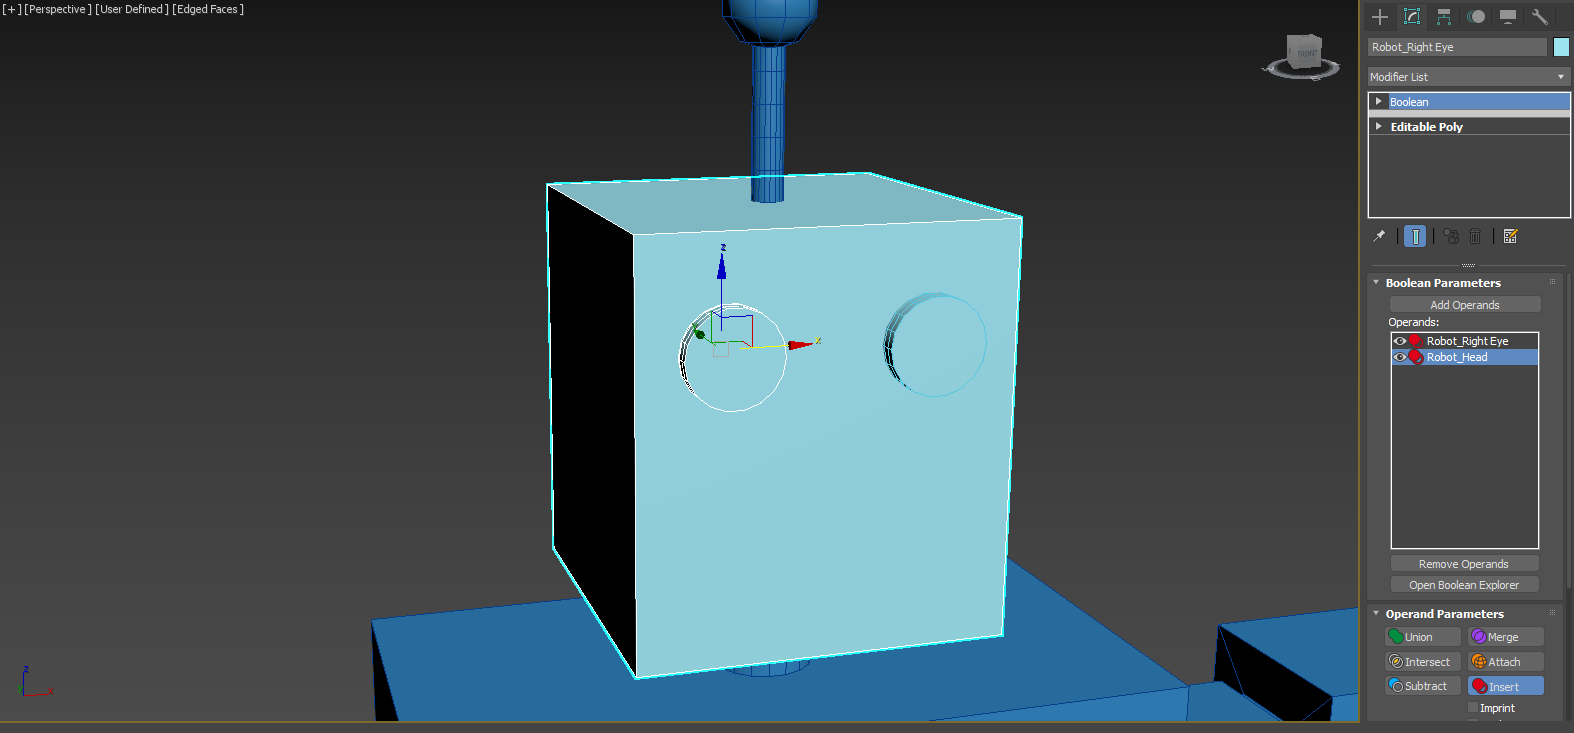 [+] [Perspective] [User Defined] [Edged Faces]
z
x
FRONT
z
x
Robot_Right Eye
Modifier List
Boolean
Editable Poly
Boolean Parameters
Add Operands
Operands:
Robot_Right Eye
Robot_Head
Remove Operands
Open Boolean Explorer
Operand Parameters
Union Merge
Intersect Attach
Subtract Insert
Imprint